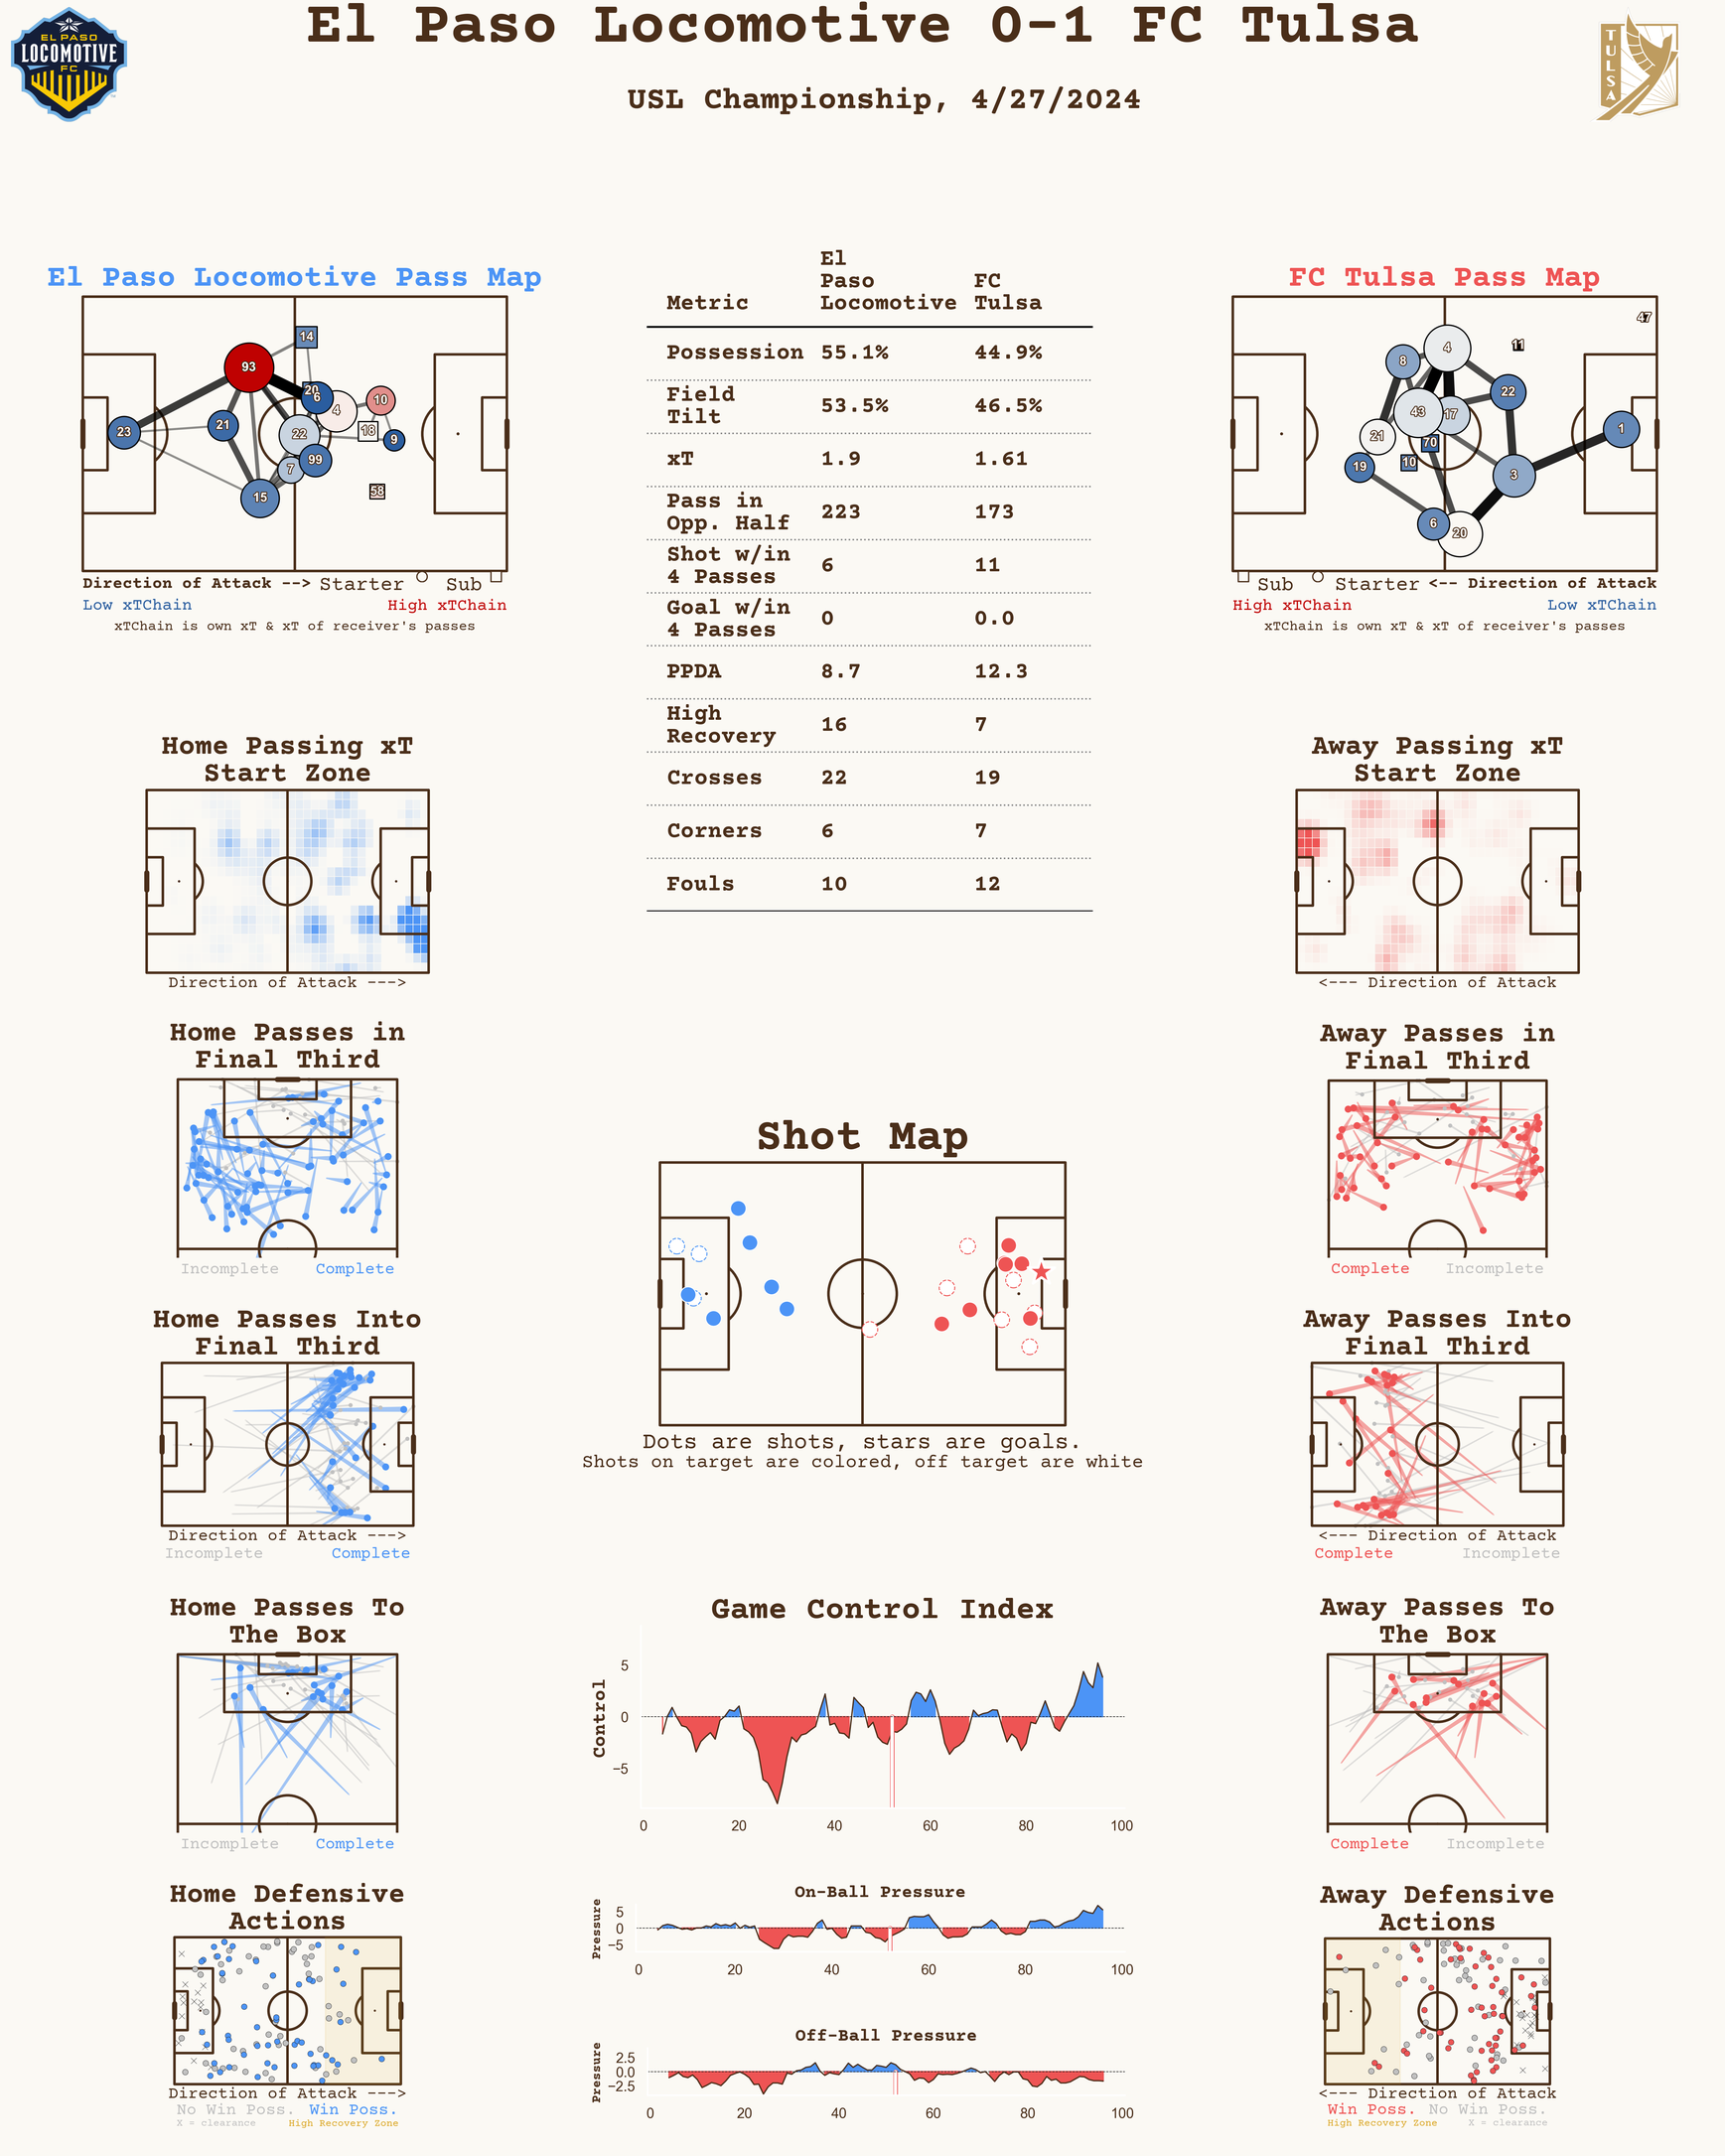 El Paso Locomotive 0-1 FC Tulsa
USL Championship, 4/27/2024
EL PASO
LOCOMOTIVE
FC
TULSA
El Paso Locomotive Pass Map
93
14
20
6
4
10
23
21
22
18
9
7
99
15
58
Direction of Attack --> Starter Sub
Low xTChain High xTChain
xTChain is own xT & xT of receiver's passes
Metric El Paso Locomotive FC Tulsa
Possession 55.1% 44.9%
Field Tilt 53.5% 46.5%
xT 1.9 1.61
Pass in Opp. Half 223 173
Shot w/in 4 Passes 6 11
Goal w/in 4 Passes 0 0.0
PPDA 8.7 12.3
High Recovery 16 7
Crosses 22 19
Corners 6 7
Fouls 10 12
FC Tulsa Pass Map
47
11
4
8
22
43
17
21
70
1
19
10
3
6
20
Sub Starter <-- Direction of Attack
High xTChain Low xTChain
xTChain is own xT & xT of receiver's passes
Home Passing xT
Start Zone
Direction of Attack --->
Home Passes in
Final Third
Incomplete Complete
Home Passes Into
Final Third
Direction of Attack --->
Incomplete Complete
Home Passes To
The Box
Incomplete Complete
Home Defensive
Actions
Direction of Attack --->
No Win Poss. Win Poss.
X = clearance High Recovery Zone
Shot Map
Dots are shots, stars are goals.
Shots on target are colored, off target are white
Game Control Index
Control
5
0
−5
0 20 40 60 80 100
On-Ball Pressure
Pressure
5
0
−5
0 20 40 60 80 100
Off-Ball Pressure
Pressure
2.5
0.0
−2.5
0 20 40 60 80 100
Away Passing xT
Start Zone
<--- Direction of Attack
Away Passes in
Final Third
Complete Incomplete
Away Passes Into
Final Third
<--- Direction of Attack
Complete Incomplete
Away Passes To
The Box
Complete Incomplete
Away Defensive
Actions
<--- Direction of Attack
Win Poss. No Win Poss.
High Recovery Zone X = clearance